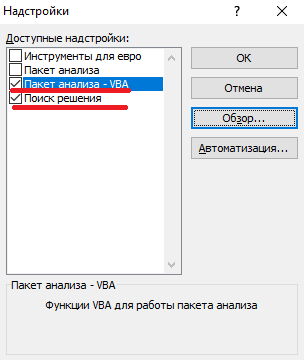 Надстройки
Доступные надстройки:
Инструменты для евро
Пакет анализа
Пакет анализа - VBA
Поиск решения
ОК
Отмена
Обзор...
Автоматизация...
Пакет анализа - VBA
Функции VBA для работы пакета анализа